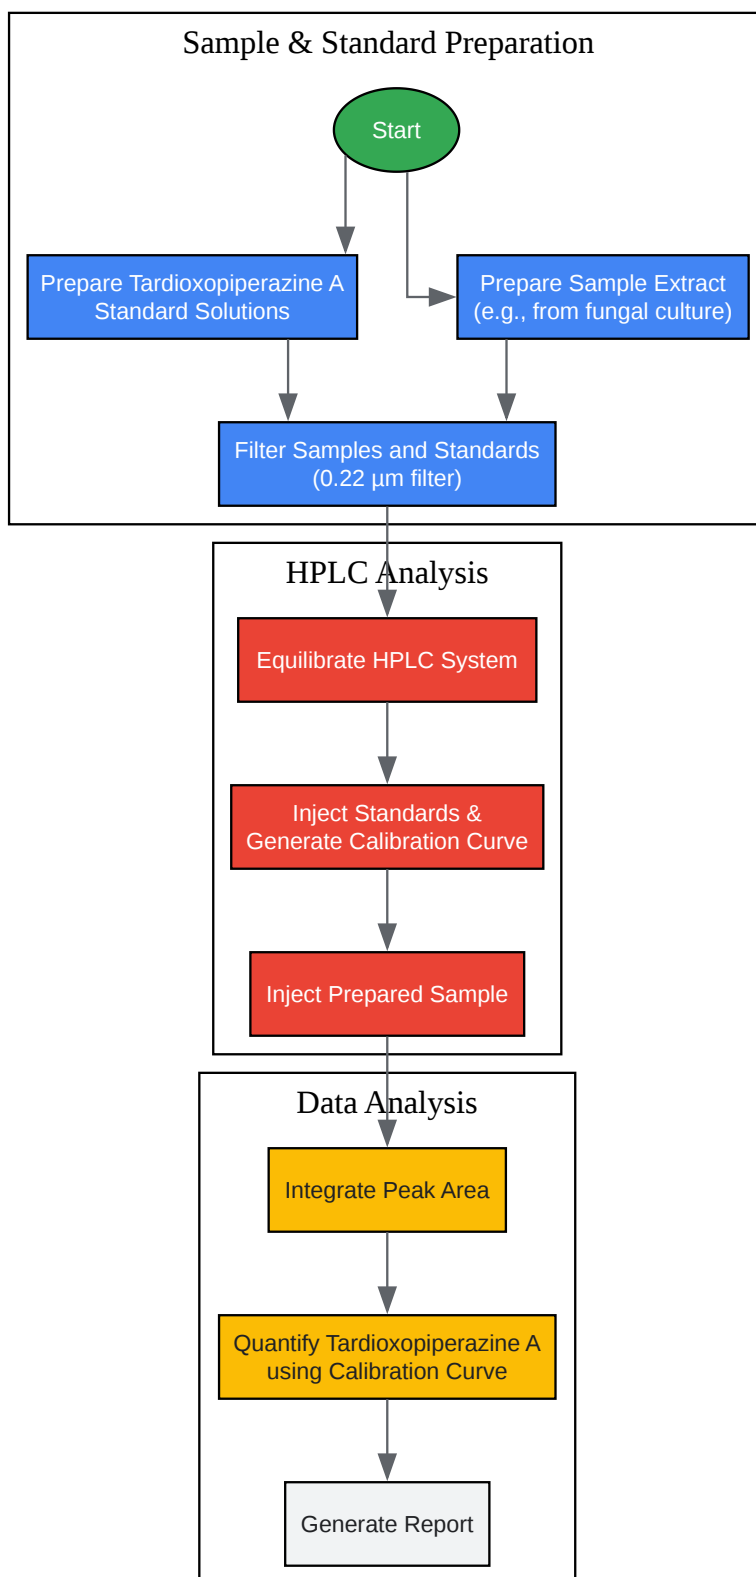 Sample & Standard Preparation
Start
Prepare Tardioxopiperazine A
Standard Solutions
Prepare Sample Extract
(e.g., from fungal culture)
Filter Samples and Standards
(0.22 µm filter)
HPLC Analysis
Equilibrate HPLC System
Inject Standards &
Generate Calibration Curve
Inject Prepared Sample
Data Analysis
Integrate Peak Area
Quantify Tardioxopiperazine A
using Calibration Curve
Generate Report